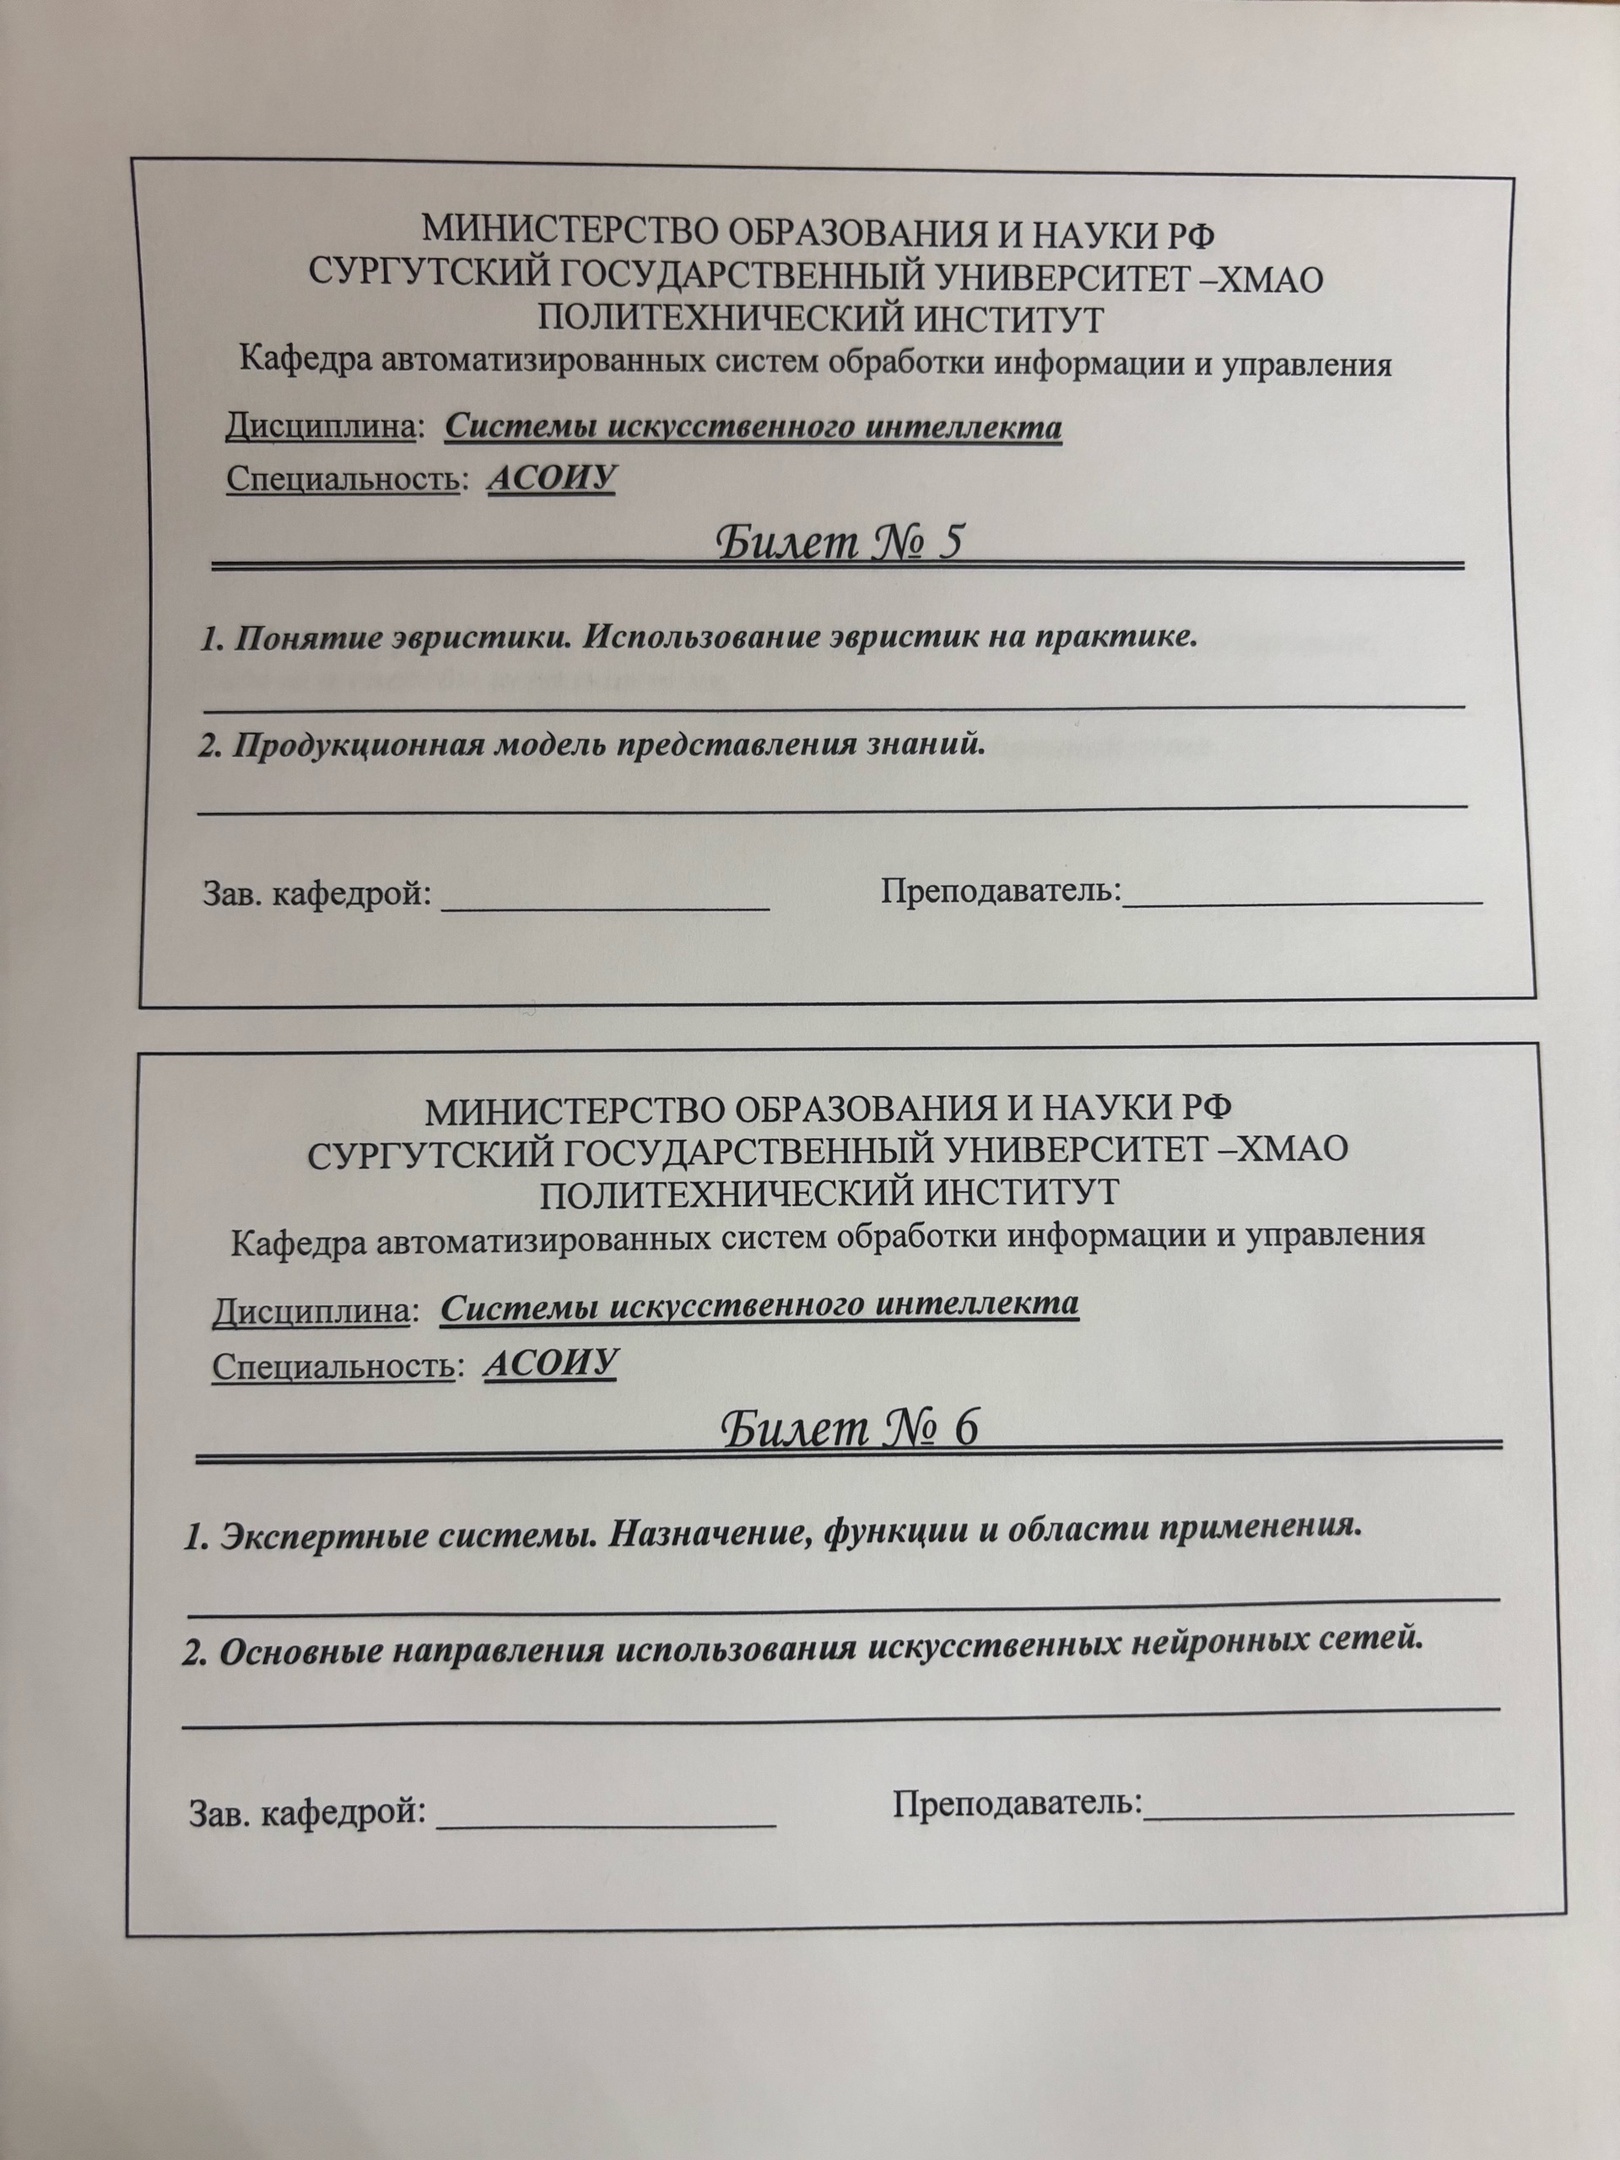 МИНИСТЕРСТВО ОБРАЗОВАНИЯ И НАУКИ РФ
СУРГУТСКИЙ ГОСУДАРСТВЕННЫЙ УНИВЕРСИТЕТ –ХМАО
ПОЛИТЕХНИЧЕСКИЙ ИНСТИТУТ
Кафедра автоматизированных систем обработки информации и управления
Дисциплина: Системы искусственного интеллекта
Специальность: АСОИУ
Билет № 5
1. Понятие эвристики. Использование эвристик на практике.
2. Продукционная модель представления знаний.
Зав. кафедрой: Преподаватель:
МИНИСТЕРСТВО ОБРАЗОВАНИЯ И НАУКИ РФ
СУРГУТСКИЙ ГОСУДАРСТВЕННЫЙ УНИВЕРСИТЕТ –ХМАО
ПОЛИТЕХНИЧЕСКИЙ ИНСТИТУТ
Кафедра автоматизированных систем обработки информации и управления
Дисциплина: Системы искусственного интеллекта
Специальность: АСОИУ
Билет № 6
1. Экспертные системы. Назначение, функции и области применения.
2. Основные направления использования искусственных нейронных сетей.
Зав. кафедрой: Преподаватель: